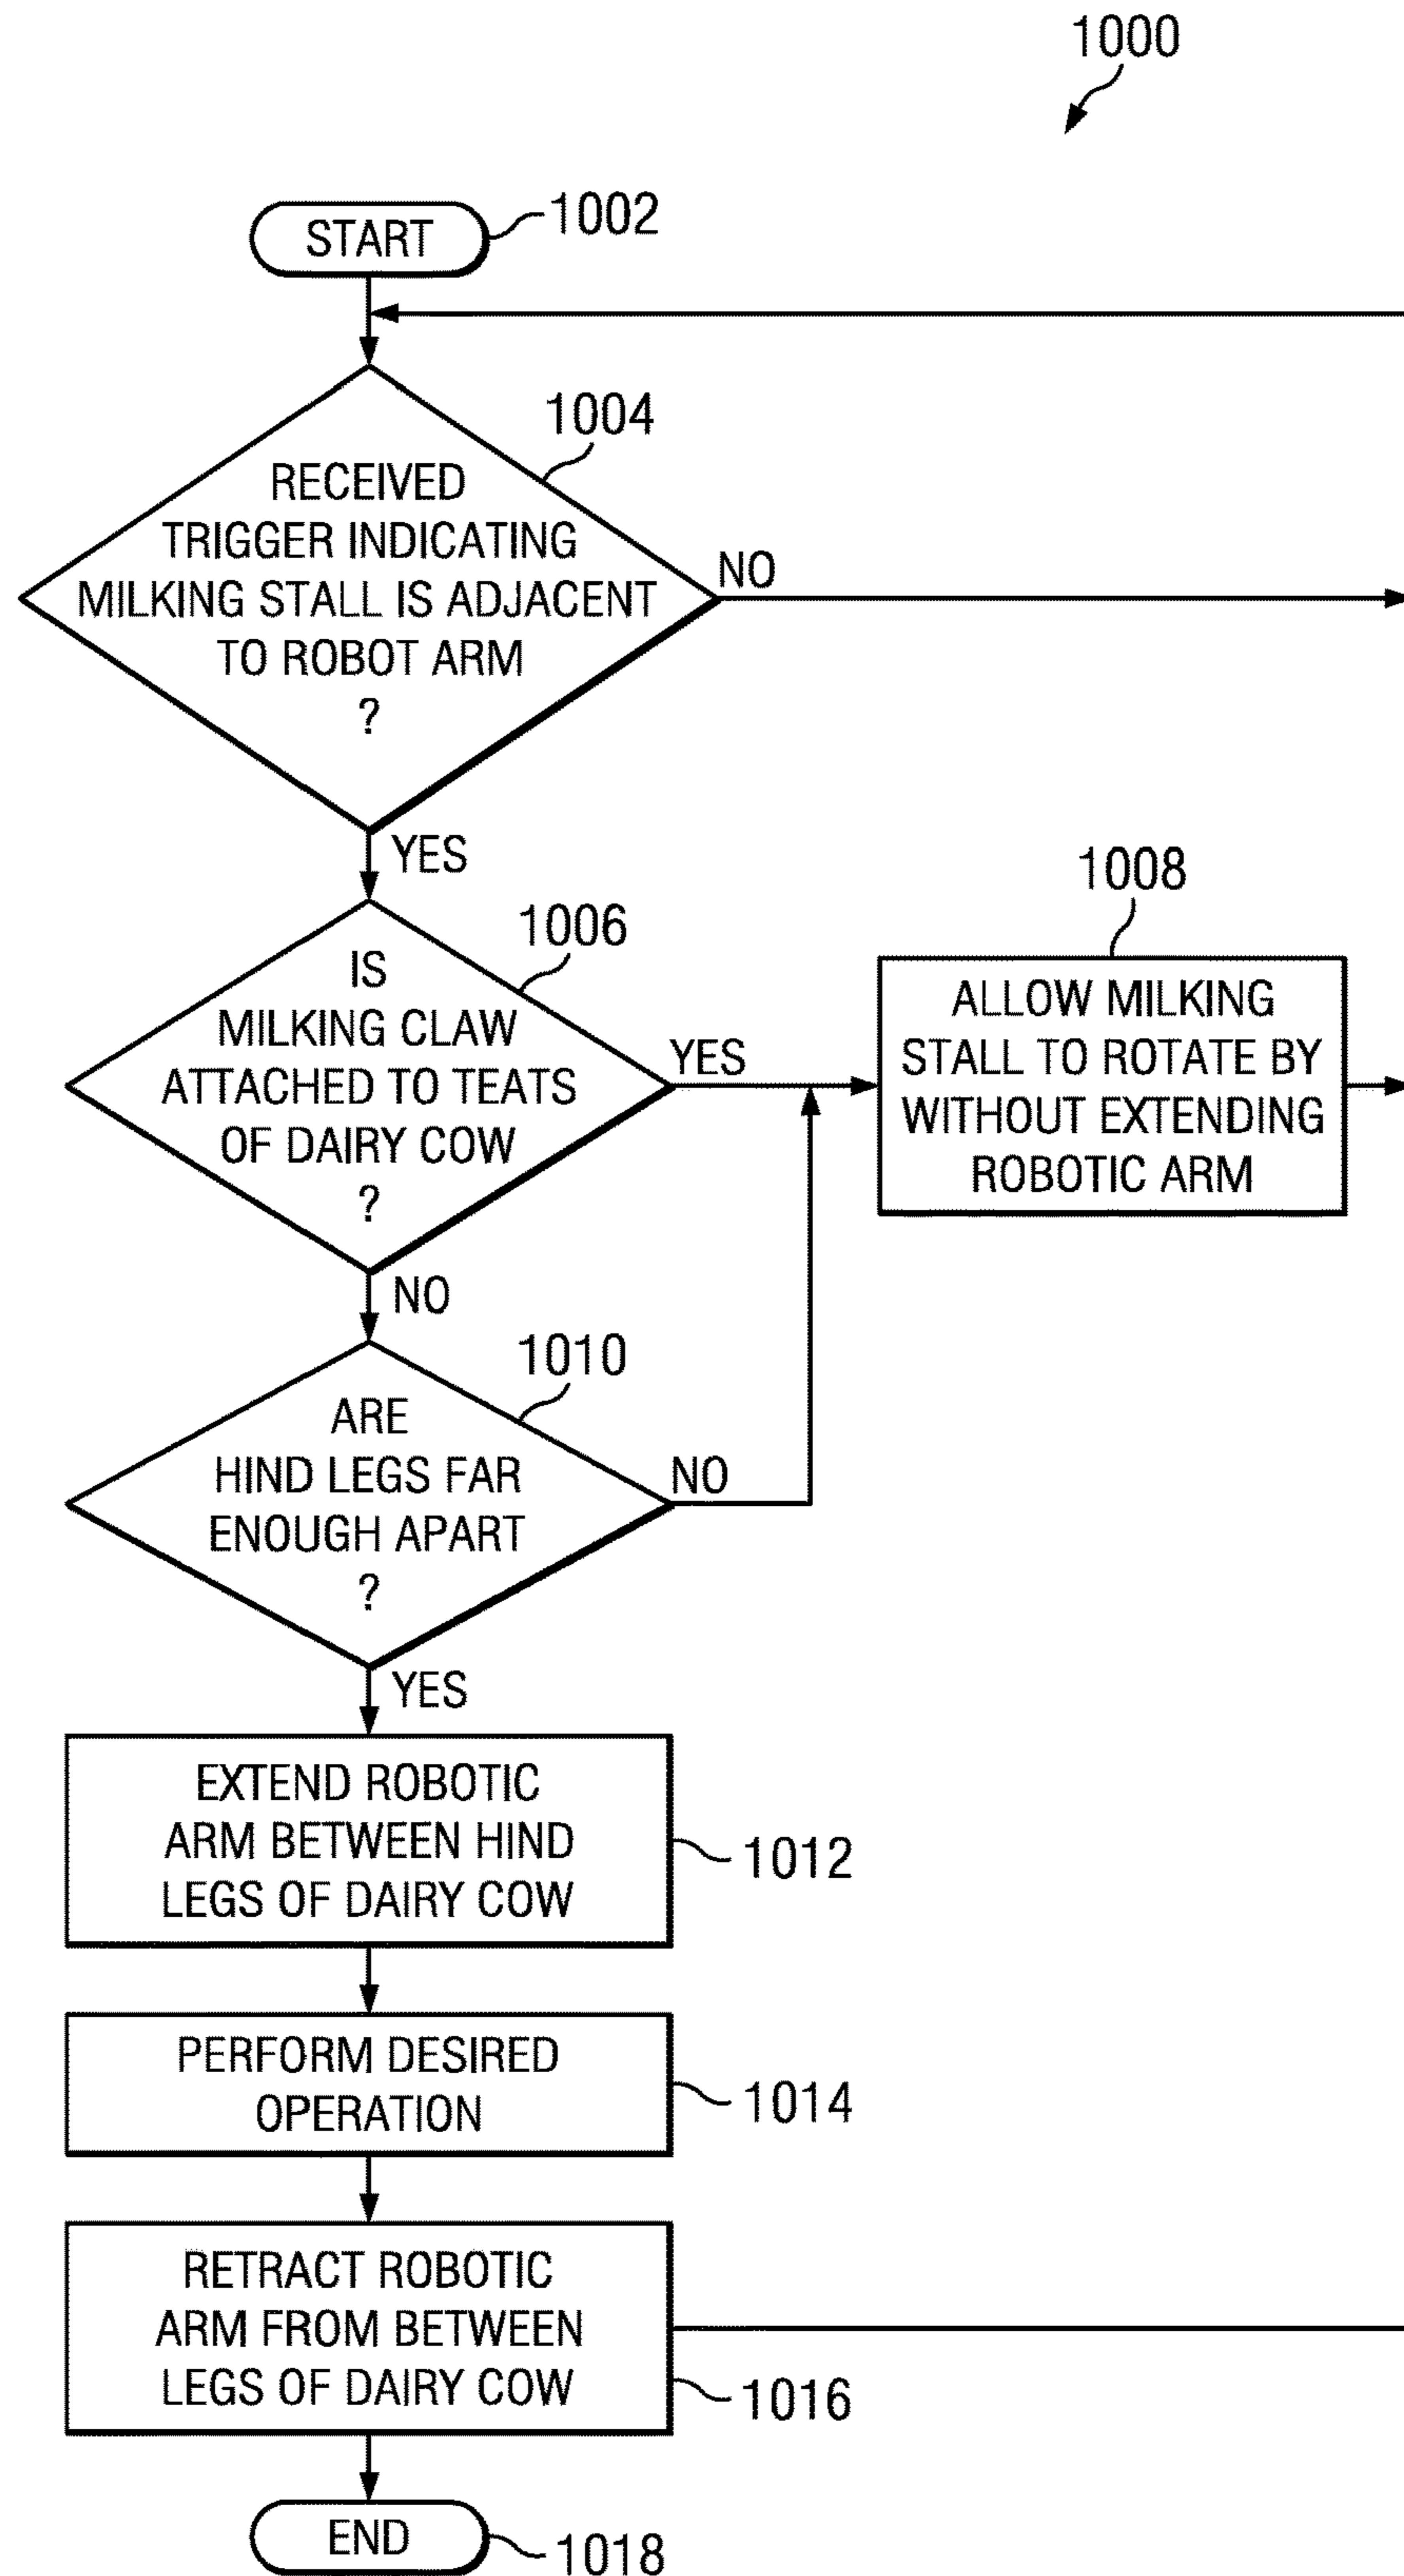 1000
START
1002
1004
RECEIVED
TRIGGER INDICATING
MILKING STALL IS ADJACENT
TO ROBOT ARM
?
NO
YES
1006
IS
MILKING CLAW
ATTACHED TO TEATS
OF DAIRY COW
?
YES
1008
ALLOW MILKING
STALL TO ROTATE BY
WITHOUT EXTENDING
ROBOTIC ARM
NO
1010
ARE
HIND LEGS FAR
ENOUGH APART
?
NO
YES
EXTEND ROBOTIC
ARM BETWEEN HIND
LEGS OF DAIRY COW
1012
PERFORM DESIRED
OPERATION
1014
RETRACT ROBOTIC
ARM FROM BETWEEN
LEGS OF DAIRY COW
1016
END
1018